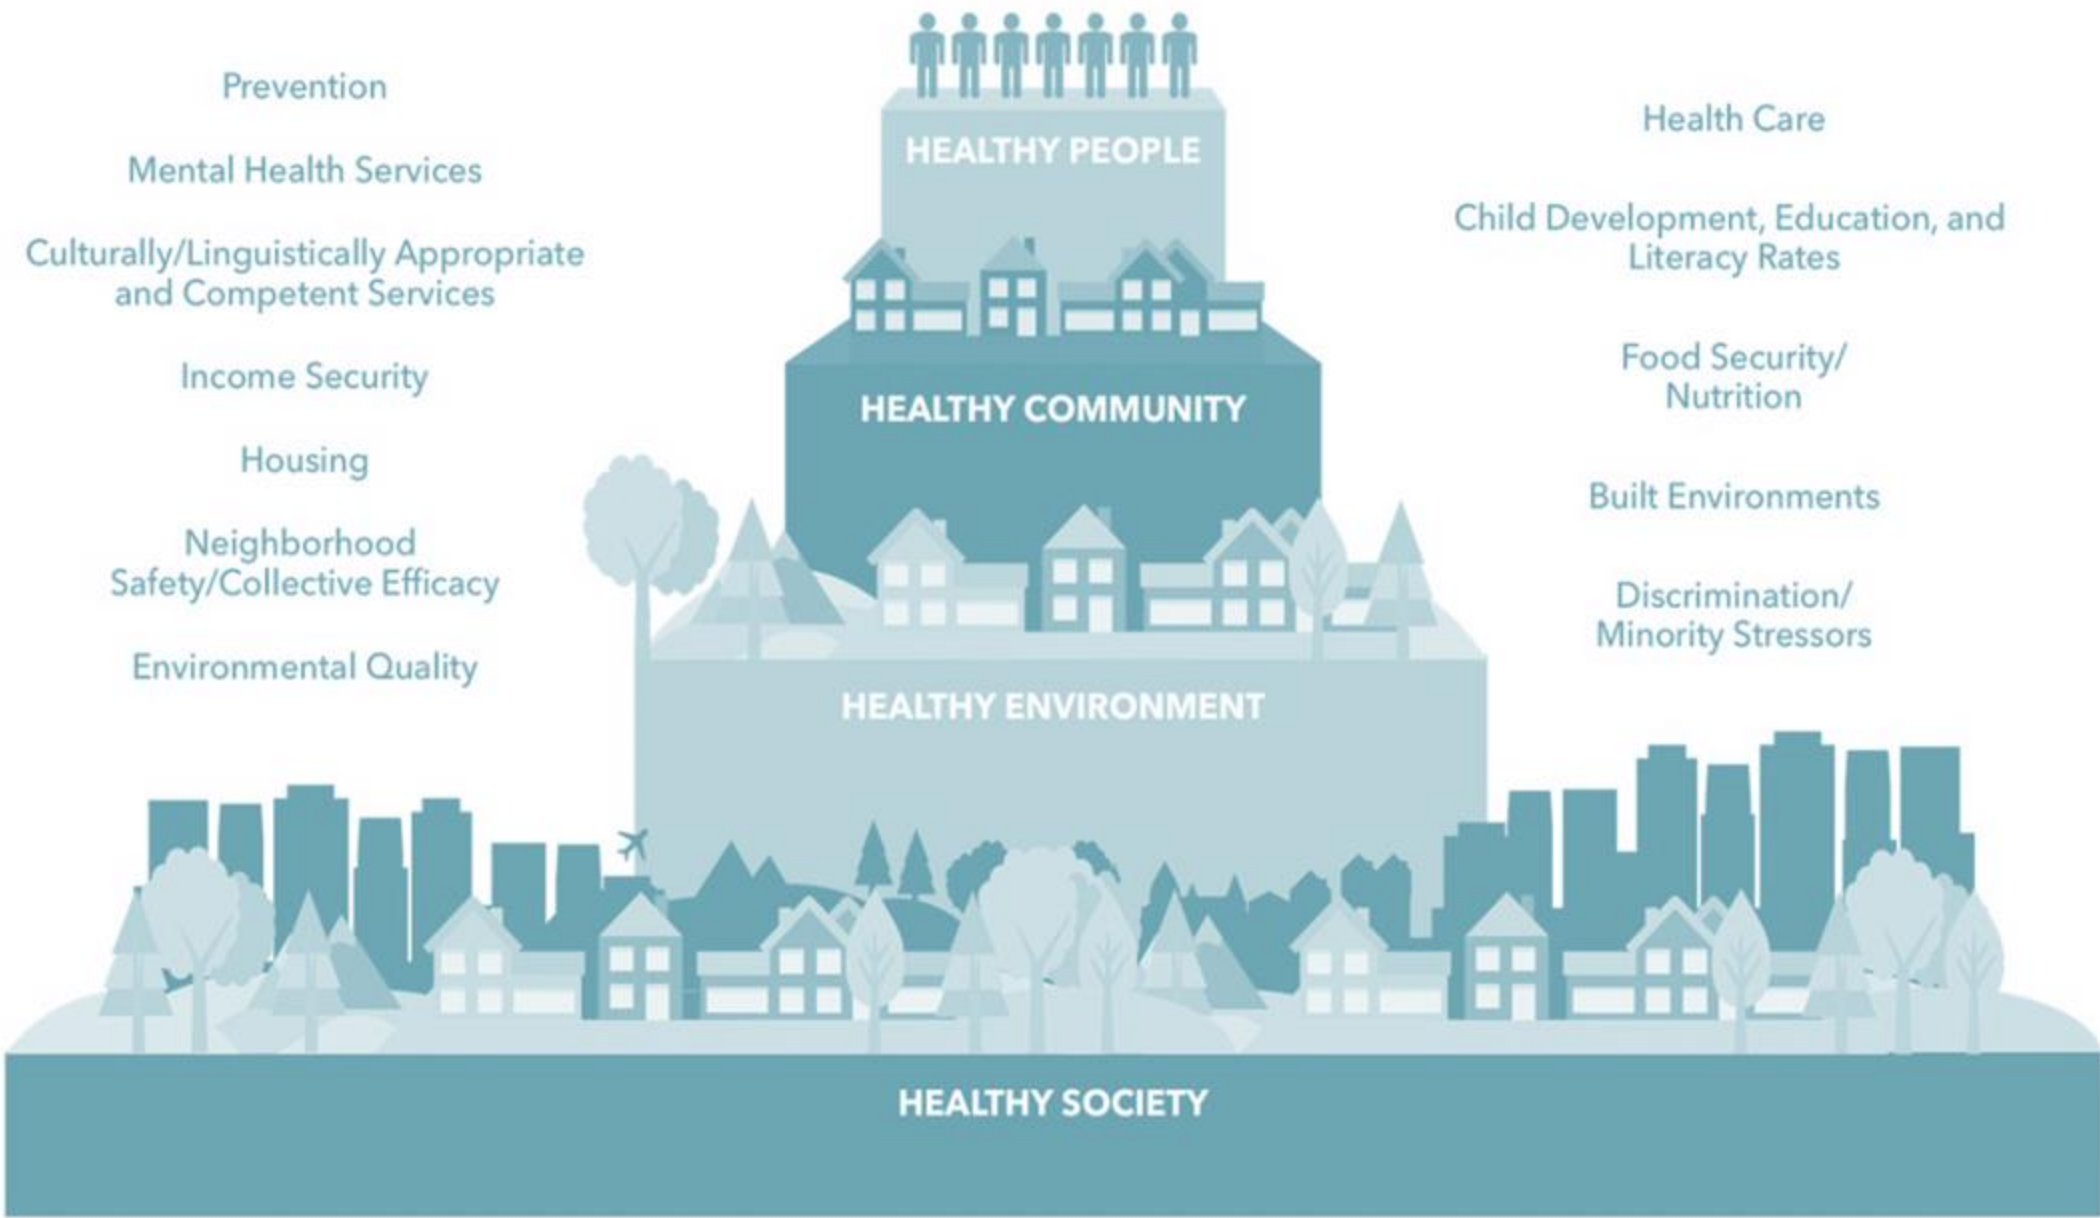 Prevention
Mental Health Services
Culturally/Linguistically Appropriate
and Competent Services
Income Security
Housing
Neighborhood
Safety/Collective Efficacy
Environmental Quality
HEALTHY PEOPLE
HEALTHY COMMUNITY
HEALTHY ENVIRONMENT
HEALTHY SOCIETY
Health Care
Child Development, Education, and
Literacy Rates
Food Security/
Nutrition
Built Environments
Discrimination/
Minority Stressors